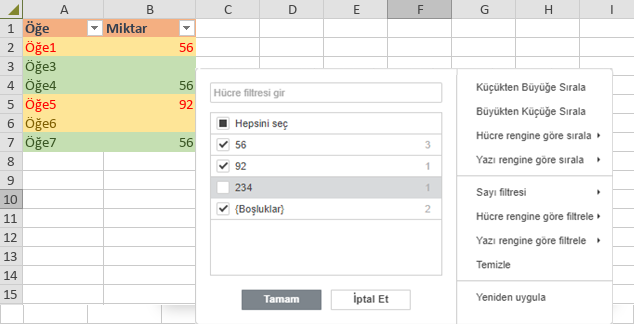 A B C D E F G H I
1 Öğe Miktar
2 Öğe1 56
3 Öğe3
4 Öğe4 56
5 Öğe5 92
6 Öğe6
7 Öğe7 56
8
9
10
11
12
13
14
15
Hücre filtresi gir
Hepsini seç
56 3
92 1
234 1
{Boşluklar} 2
Tamam İptal Et
Küçükten Büyüğe Sırala
Büyükten Küçüğe Sırala
Hücre rengine göre sırala
Yazı rengine göre sırala
Sayı filtresi
Hücre rengine göre filtrele
Yazı rengine göre filtrele
Temizle
Yeniden uygula